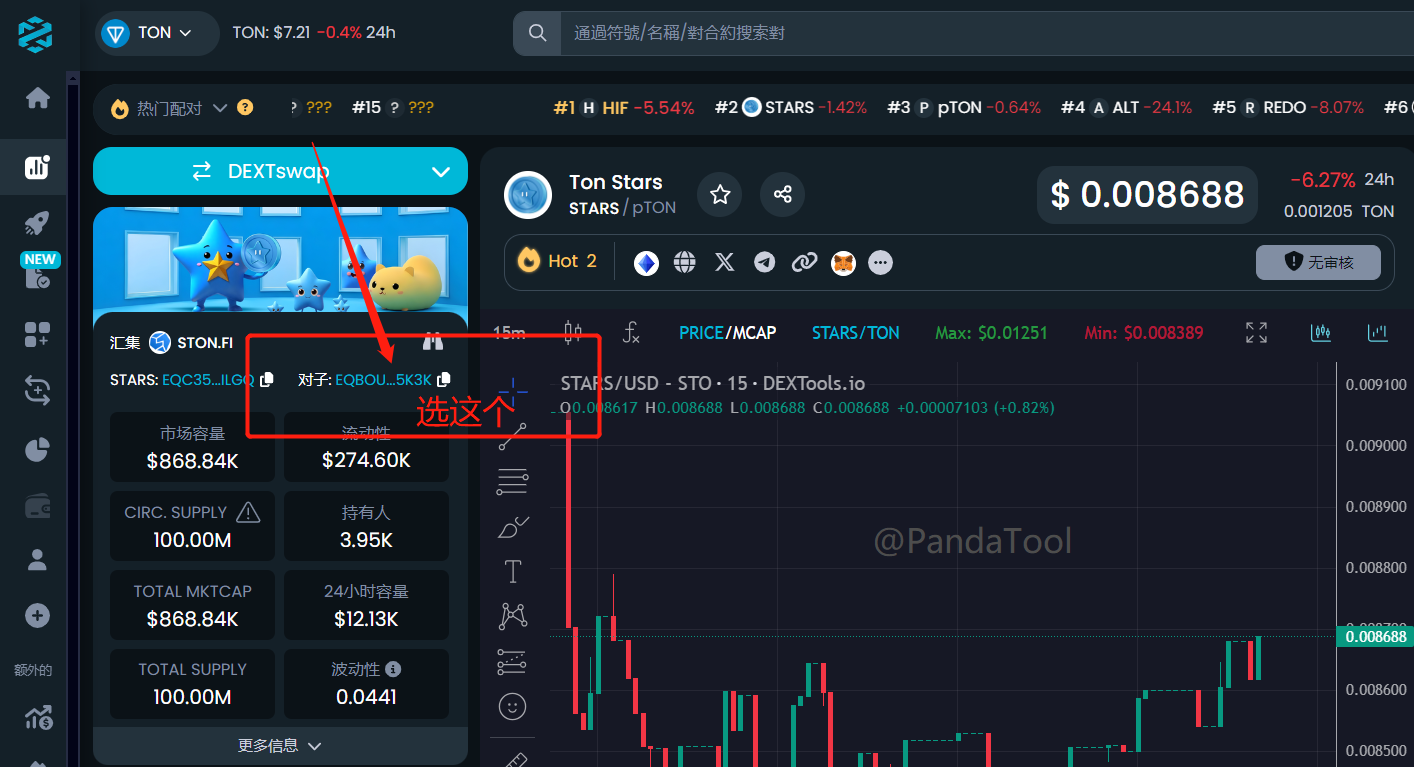 TON
TON: $7.21 -0.4% 24h
通過符號/名稱/對合約搜索對
热门配对 ? ? ??? #15 ? ???
#1 H HIF -5.54% #2 STARS -1.42% #3 P pTON -0.64% #4 A ALT -24.1% #5 R REDO -8.07% #6
DEXTswap
Ton Stars
STARS/pTON
$ 0.008688
-6.27% 24h
0.001205 TON
NEW
Hot 2
无审核
汇集 STON.FI
STARS: EQC35...ILGQ 对子: EQBOU...5K3K
选这个
15m
PRICE/MCAP STARS/TON Max: $0.01251 Min: $0.008389
STARS/USD - STO · 15 · DEXTools.io
O0.008617 H0.008688 L0.008688 C0.008688 +0.00007103 (+0.82%)
市场容量
$868.84K
流动性
$274.60K
CIRC. SUPPLY
100.00M
持有人
3.95K
TOTAL MKTCAP
$868.84K
24小时容量
$12.13K
TOTAL SUPPLY
100.00M
波动性
0.0441
更多信息
额外的
@PandaTool
0.009100
0.009000
0.008900
0.008800
0.008688
0.008600
0.008500